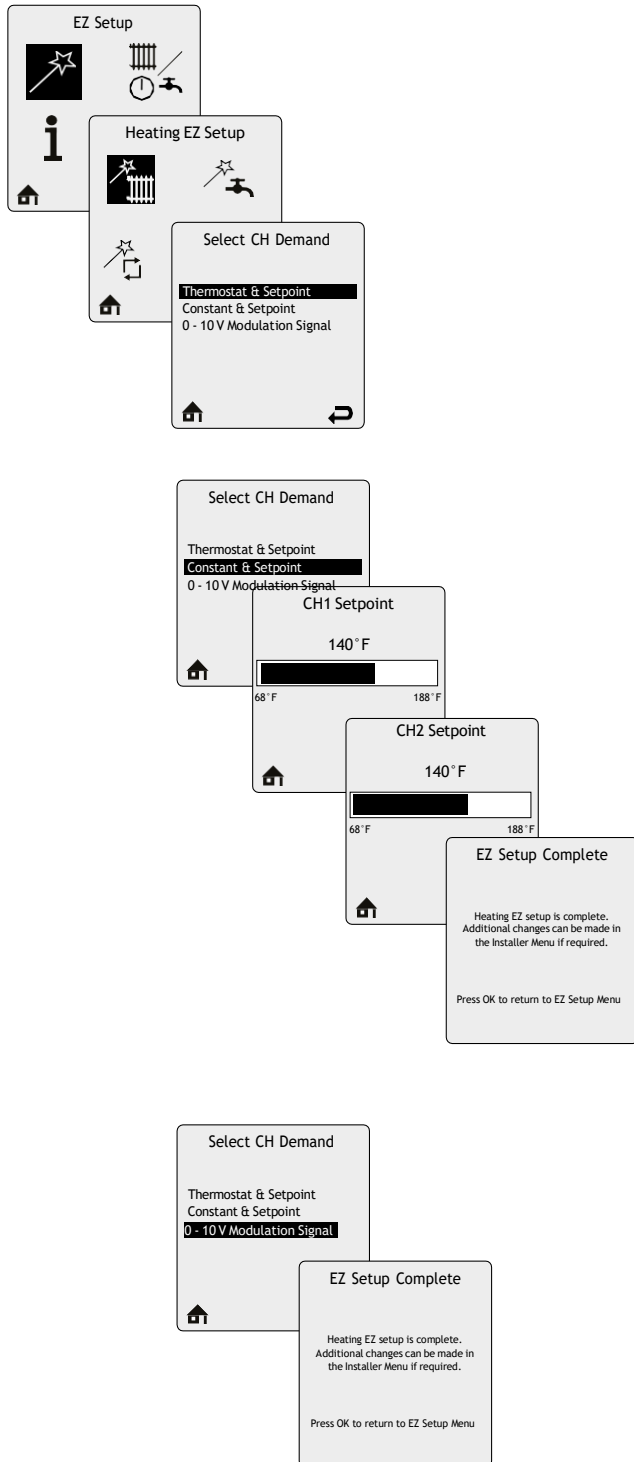 EZ Setup
Heating EZ Setup
Select CH Demand
Thermostat & Setpoint
Constant & Setpoint
0 - 10 V Modulation Signal
Select CH Demand
Thermostat & Setpoint
Constant & Setpoint
0 - 10 V Modulation Signal
CH1 Setpoint
140°F
68°F 188°F
CH2 Setpoint
140°F
68°F 188°F
EZ Setup Complete
Heating EZ setup is complete.
Additional changes can be made in
the Installer Menu if required.
Press OK to return to EZ Setup Menu
Select CH Demand
Thermostat & Setpoint
Constant & Setpoint
0 - 10 V Modulation Signal
EZ Setup Complete
Heating EZ setup is complete.
Additional changes can be made in
the Installer Menu if required.
Press OK to return to EZ Setup Menu